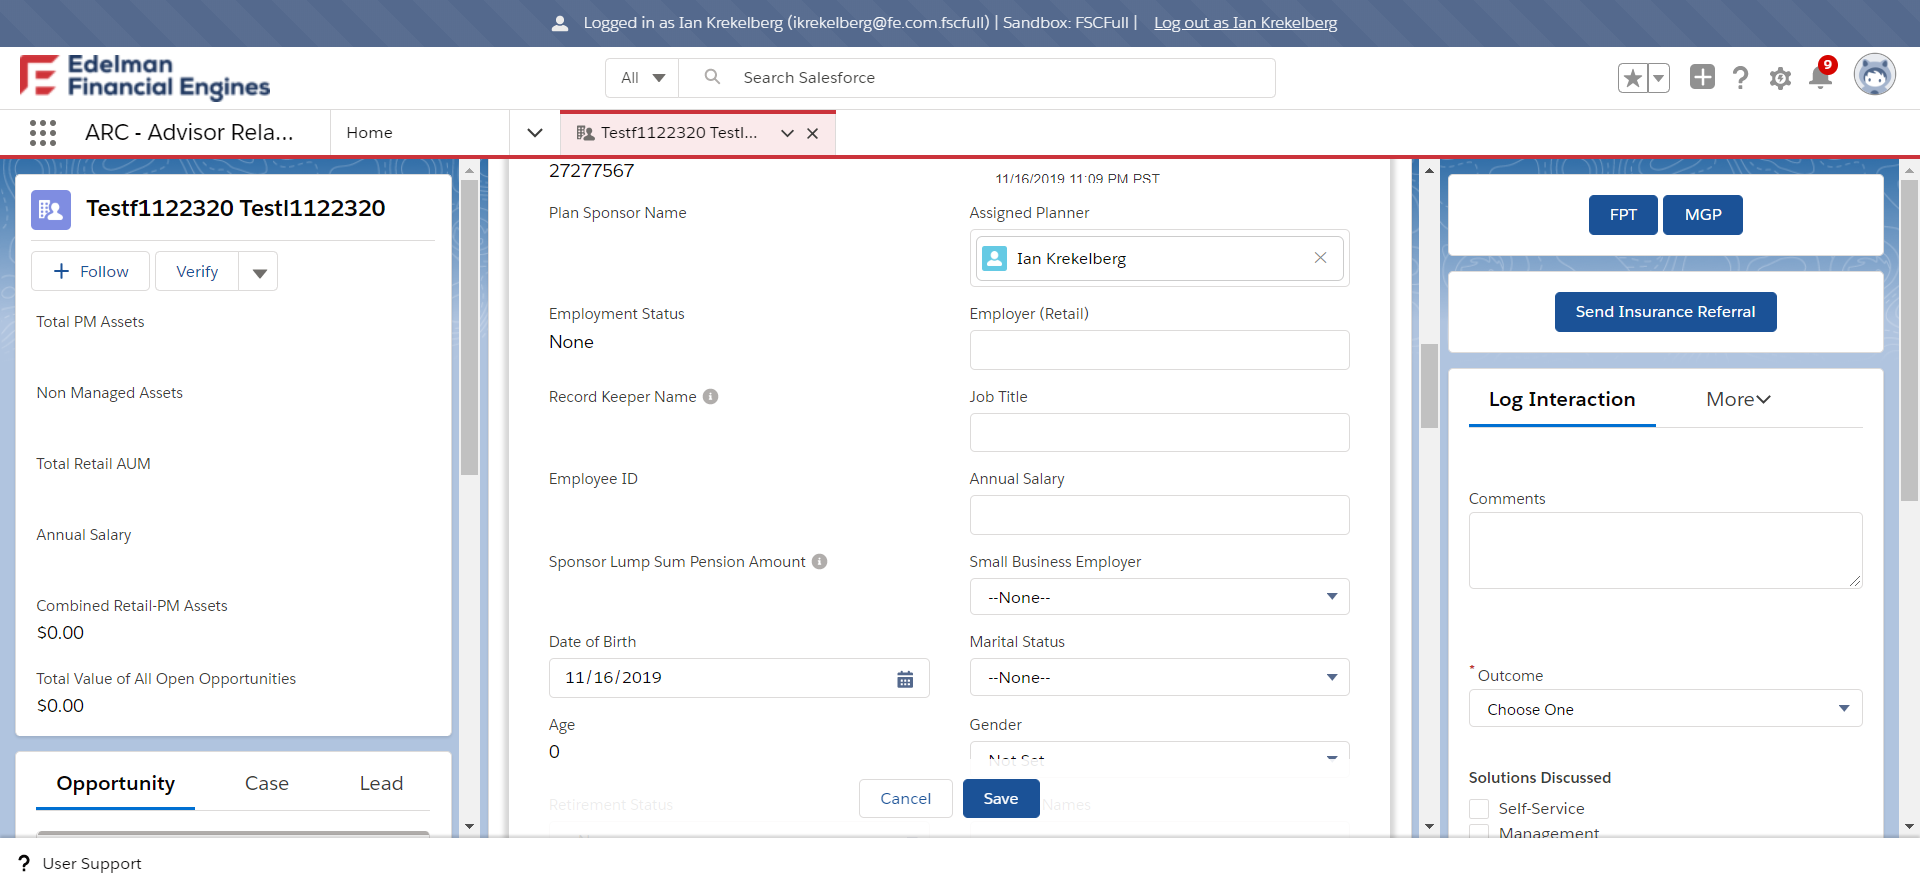 Logged in as Ian Krekelberg (ikrekelberg@fe.com.fscfull) | Sandbox: FSCFull | Log out as Ian Krekelberg
Edelman
Financial Engines
All
Search Salesforce
9
ARC - Advisor Rela...
Home
Testf1122320 Testl...
Testf1122320 Testl1122320
Follow
Verify
Total PM Assets
Non Managed Assets
Total Retail AUM
Annual Salary
Combined Retail-PM Assets
$0.00
Total Value of All Open Opportunities
$0.00
Opportunity
Case
Lead
27277567
11/16/2019 11:09 PM PST
Plan Sponsor Name
Assigned Planner
Ian Krekelberg
Employment Status
None
Employer (Retail)
Record Keeper Name
Job Title
Employee ID
Annual Salary
Sponsor Lump Sum Pension Amount
Small Business Employer
--None--
Date of Birth
11/16/2019
Marital Status
--None--
Age
0
Gender
Not Set
Retirement Status
Names
Cancel
Save
FPT
MGP
Send Insurance Referral
Log Interaction
More
Comments
* Outcome
Choose One
Solutions Discussed
Self-Service
Management
? User Support